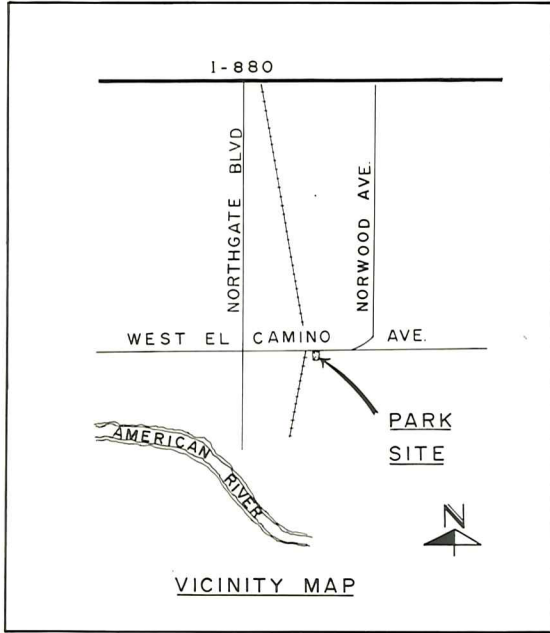 I-880
NORTHGATE BLVD
NORWOOD AVE.
WEST EL CAMINO AVE.
PARK
SITE
AMERICAN
RIVER
N
VICINITY MAP